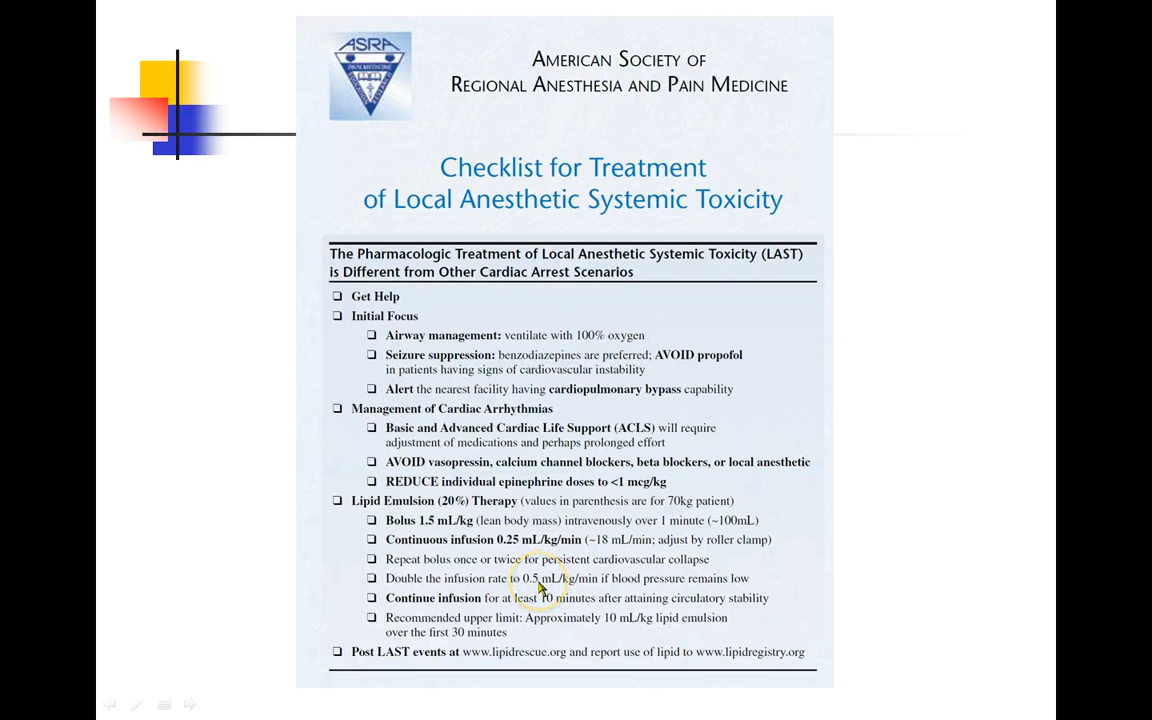 ASRA
PAIN MEDICINE
AMERICAN SOCIETY OF
REGIONAL ANESTHESIA AND PAIN MEDICINE
Checklist for Treatment
of Local Anesthetic Systemic Toxicity
The Pharmacologic Treatment of Local Anesthetic Systemic Toxicity (LAST)
is Different from Other Cardiac Arrest Scenarios
❑ Get Help
❑ Initial Focus
❑ Airway management: ventilate with 100% oxygen
❑ Seizure suppression: benzodiazepines are preferred; AVOID propofol
in patients having signs of cardiovascular instability
❑ Alert the nearest facility having cardiopulmonary bypass capability
❑ Management of Cardiac Arrhythmias
❑ Basic and Advanced Cardiac Life Support (ACLS) will require
adjustment of medications and perhaps prolonged effort
❑ AVOID vasopressin, calcium channel blockers, beta blockers, or local anesthetic
❑ REDUCE individual epinephrine doses to <1 mcg/kg
❑ Lipid Emulsion (20%) Therapy (values in parenthesis are for 70kg patient)
❑ Bolus 1.5 mL/kg (lean body mass) intravenously over 1 minute (~100mL)
❑ Continuous infusion 0.25 mL/kg/min (~18 mL/min; adjust by roller clamp)
❑ Repeat bolus once or twice for persistent cardiovascular collapse
❑ Double the infusion rate to 0.5 mL/kg/min if blood pressure remains low
❑ Continue infusion for at least 10 minutes after attaining circulatory stability
❑ Recommended upper limit: Approximately 10 mL/kg lipid emulsion
over the first 30 minutes
❑ Post LAST events at www.lipidrescue.org and report use of lipid to www.lipidregistry.org